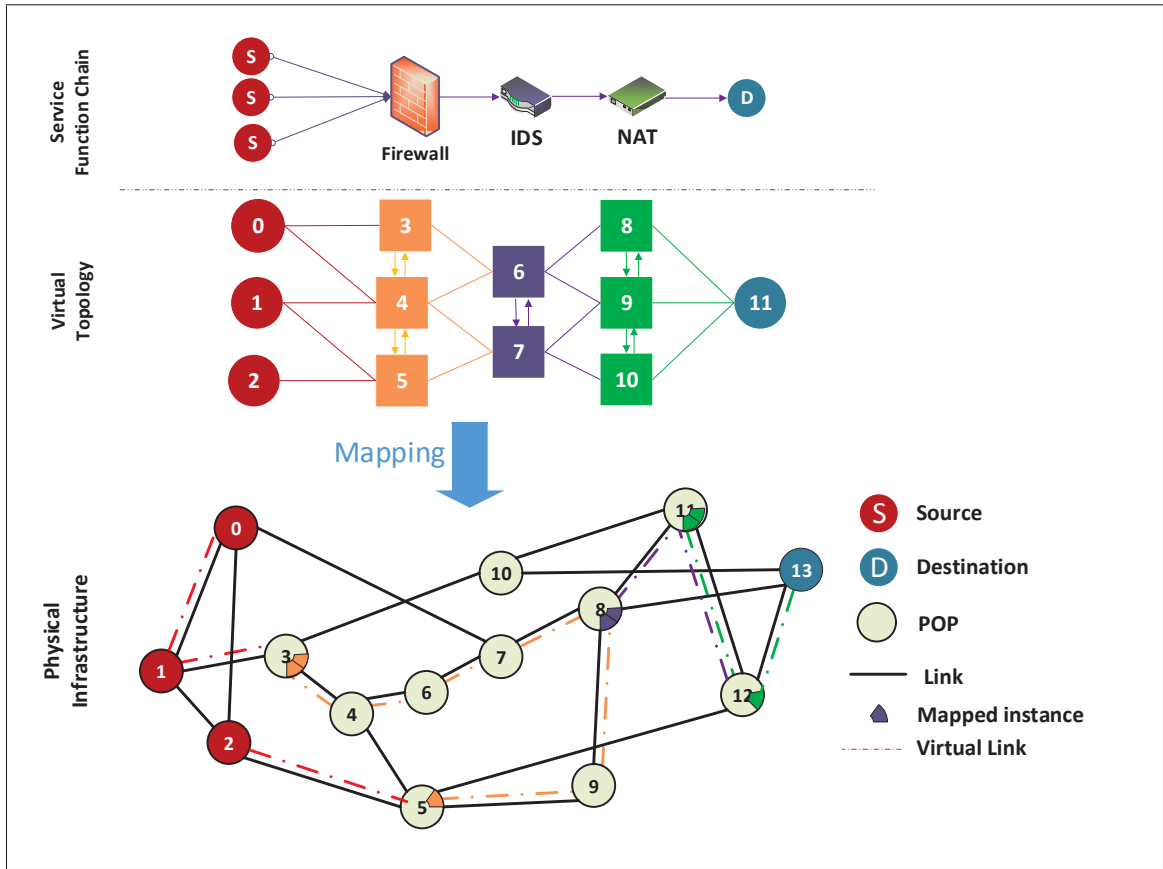 Service
Function Chain
S
S
S
Firewall
IDS
NAT
D
Virtual
Topology
0
1
2
3
4
5
6
7
8
9
10
11
Mapping
Physical
Infrastructure
0
1
2
3
4
5
6
7
8
9
10
11
12
13
S Source
D Destination
POP
Link
Mapped instance
Virtual Link